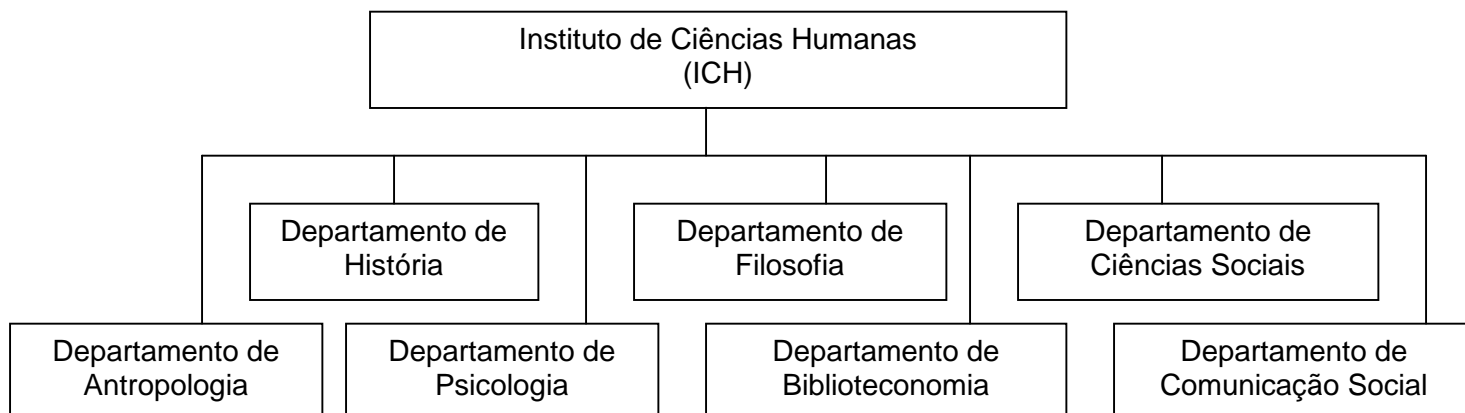 Instituto de Ciências Humanas
(ICH)
Departamento de
História
Departamento de
Filosofia
Departamento de
Ciências Sociais
Departamento de
Antropologia
Departamento de
Psicologia
Departamento de
Biblioteconomia
Departamento de
Comunicação Social